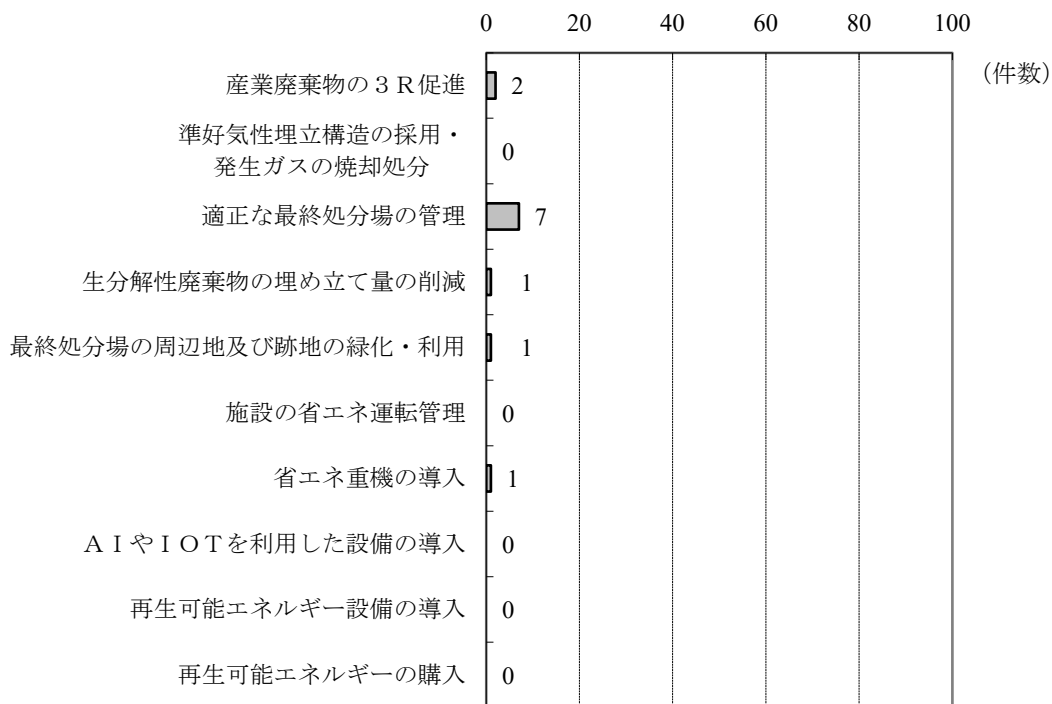 0 20 40 60 80 100
(件数)
産業廃棄物の3R促進 2
準好気性埋立構造の採用・
発生ガスの焼却処分 0
適正な最終処分場の管理 7
生分解性廃棄物の埋め立て量の削減 1
最終処分場の周辺地及び跡地の緑化・利用 1
施設の省エネ運転管理 0
省エネ重機の導入 1
AIやIOTを利用した設備の導入 0
再生可能エネルギー設備の導入 0
再生可能エネルギーの購入 0